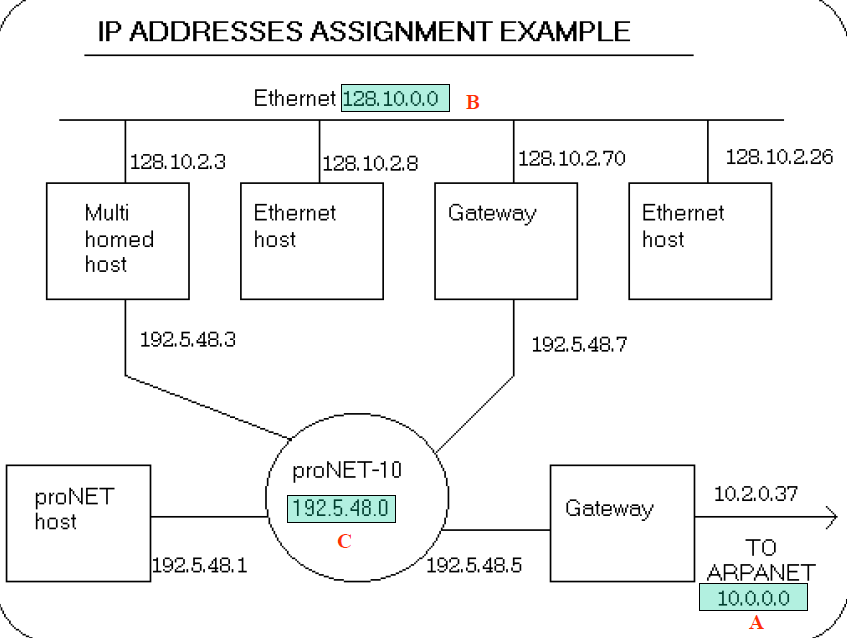 IP ADDRESSES ASSIGNMENT EXAMPLE
Ethernet 128.10.0.0 B
128.10.2.3
128.10.2.8
128.10.2.70
128.10.2.26
Multi
homed
host
Ethernet
host
Gateway
Ethernet
host
192.5.48.3
192.5.48.7
proNET
host
192.5.48.1
proNET-10
192.5.48.0
C
192.5.48.5
Gateway
10.2.0.37
TO
ARPANET
10.0.0.0
A